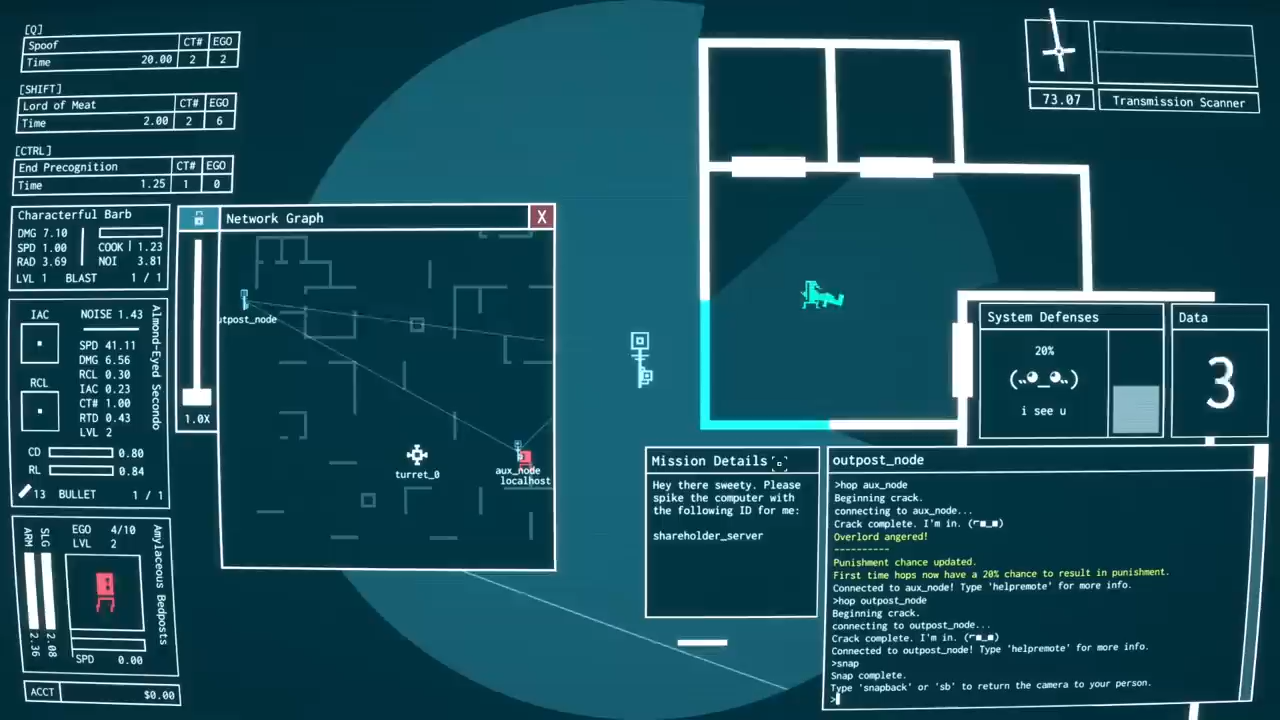 [Q]
Spoof CT# EGO
Time 20.00 2 2
[SHIFT]
Lord of Meat CT# EGO
Time 2.00 2 6
[CTRL]
End Precognition CT# EGO
Time 1.25 1 0
Characterful Barb
DMG 7.10
SPD 1.00 COOK 1.23
RAD 3.69 NOI 3.81
LVL 1 BLAST 1 / 1
IAC NOISE 1.43
SPD 41.11
DMG 6.56
RCL RCL 0.30
IAC 0.23
CT# 1.00
RTD 0.43
LVL 2
CD 0.80
RL 0.84
13 BULLET 1 / 1
Almond-Eyed Secondo
ARM SLG EGO 4/10
LVL 2
2.36 2.08
SPD 0.00
Amylaceous Bedposts
ACCT $0.00
Network Graph X
1.0X
utpost_node
turret_0
aux_node
localhost
73.07 Transmission Scanner
System Defenses
20%
i see u
Data
3
Mission Details
Hey there sweety. Please
spike the computer with
the following ID for me:
shareholder_server
outpost_node
>hop aux_node
Beginning crack.
connecting to aux_node...
Crack complete. I'm in. (⌐■_■)
Overlord angered!
----------
Punishment chance updated.
First time hops now have a 20% chance to result in punishment.
Connected to aux_node! Type 'helpremote' for more info.
>hop outpost_node
Beginning crack.
connecting to outpost_node...
Crack complete. I'm in. (⌐■_■)
Connected to outpost_node! Type 'helpremote' for more info.
>snap
Snap complete.
Type 'snapback' or 'sb' to return the camera to your person.
>